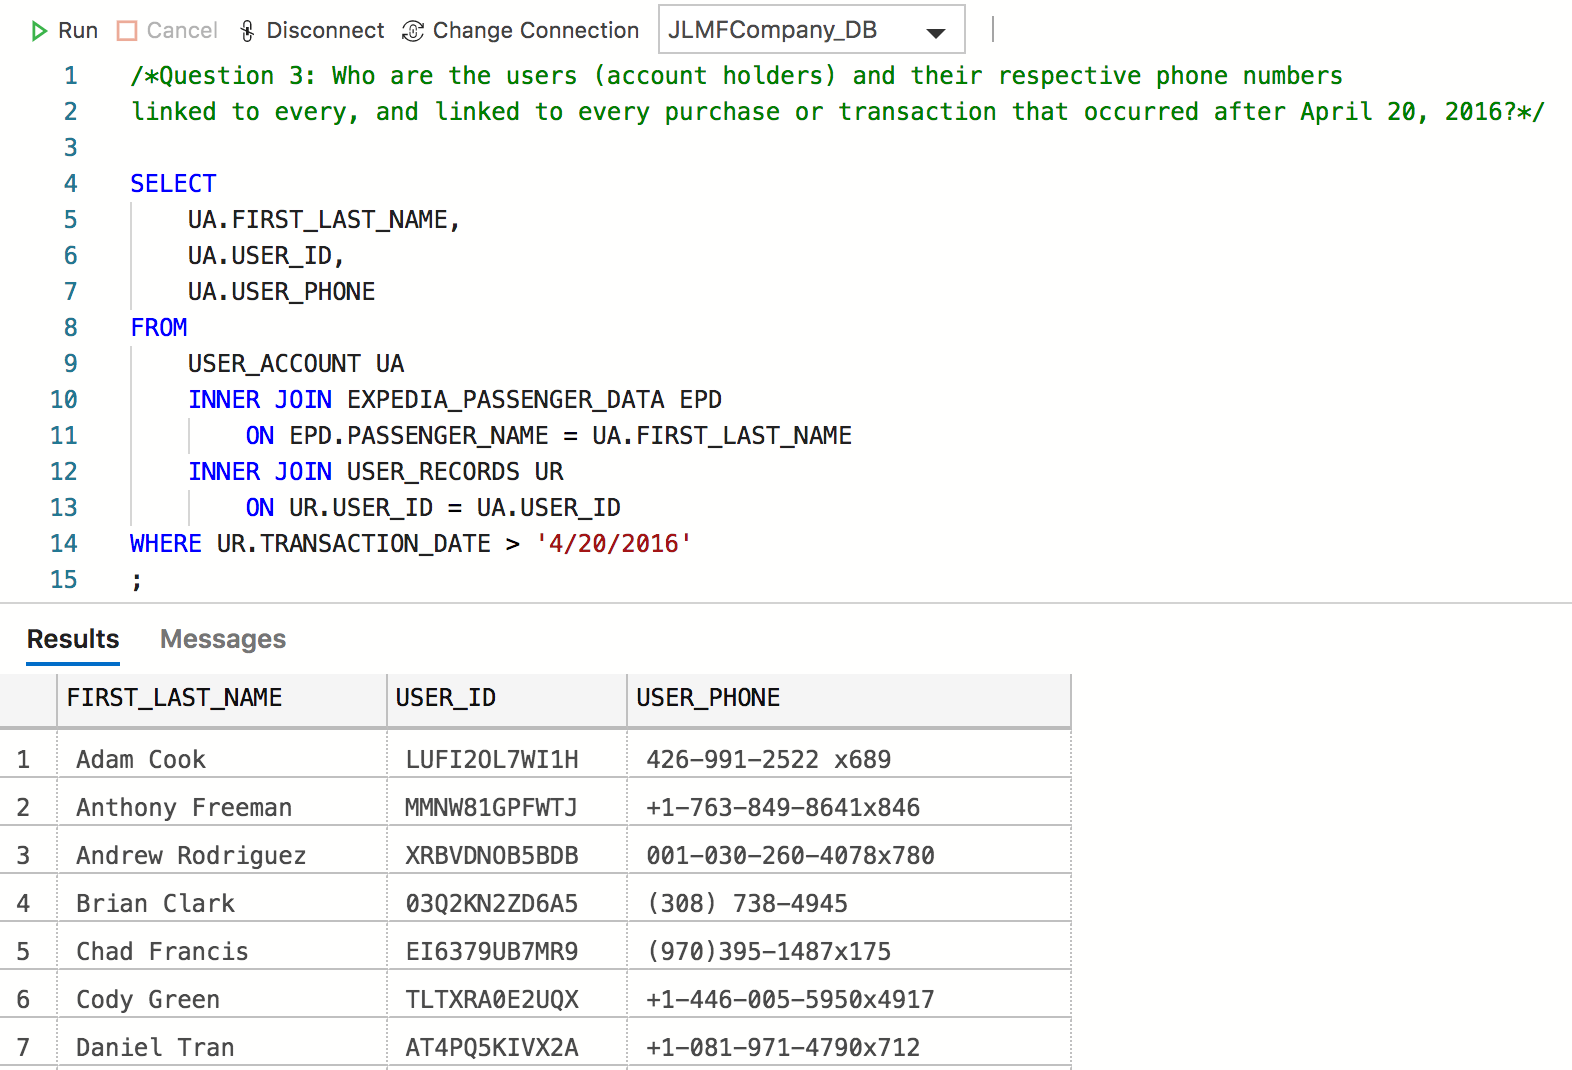 Run Cancel Disconnect Change Connection JLMFCompany_DB
1 /*Question 3: Who are the users (account holders) and their respective phone numbers
2 linked to every, and linked to every purchase or transaction that occurred after April 20, 2016?*/
3
4 SELECT
5 UA.FIRST_LAST_NAME,
6 UA.USER_ID,
7 UA.USER_PHONE
8 FROM
9 USER_ACCOUNT UA
10 INNER JOIN EXPEDIA_PASSENGER_DATA EPD
11 ON EPD.PASSENGER_NAME = UA.FIRST_LAST_NAME
12 INNER JOIN USER_RECORDS UR
13 ON UR.USER_ID = UA.USER_ID
14 WHERE UR.TRANSACTION_DATE > '4/20/2016'
15 ;
Results Messages
FIRST_LAST_NAME USER_ID USER_PHONE
1 Adam Cook LUFI2OL7WI1H 426-991-2522 x689
2 Anthony Freeman MMNW81GPFWTJ +1-763-849-8641x846
3 Andrew Rodriguez XRBVDNOB5BDB 001-030-260-4078x780
4 Brian Clark 03Q2KN2ZD6A5 (308) 738-4945
5 Chad Francis EI6379UB7MR9 (970)395-1487x175
6 Cody Green TLTXRA0E2UQX +1-446-005-5950x4917
7 Daniel Tran AT4PQ5KIVX2A +1-081-971-4790x712